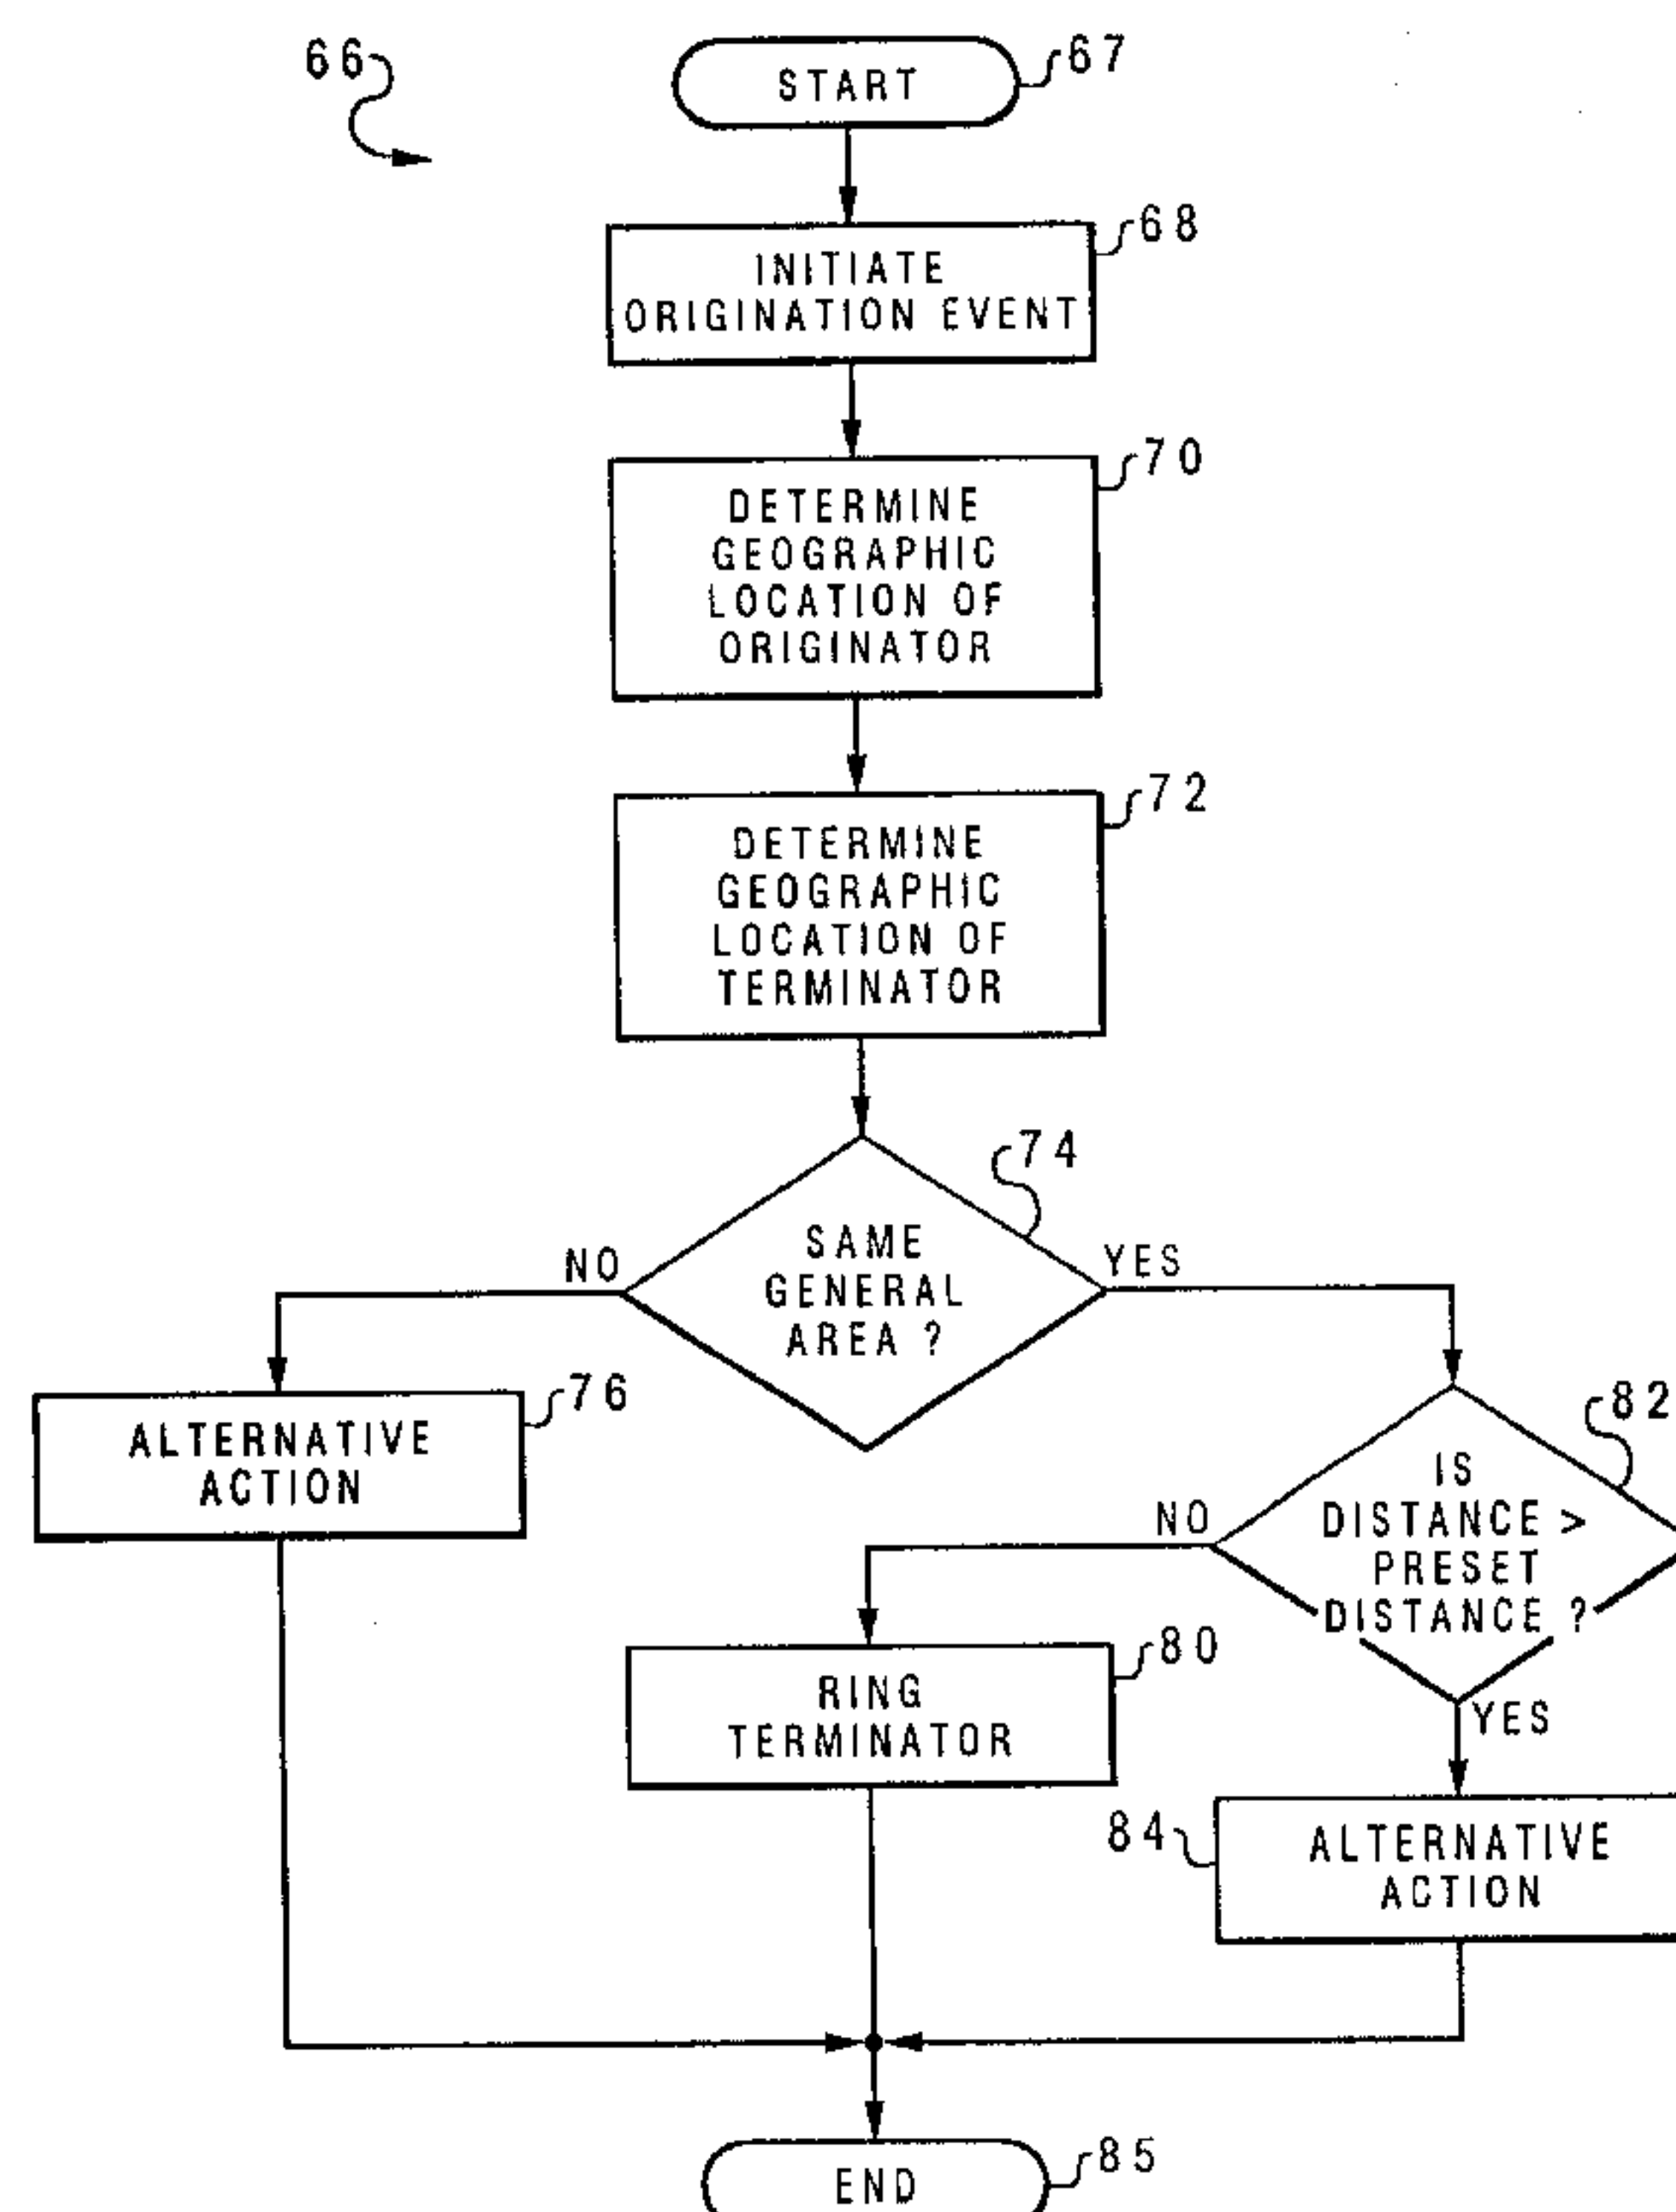 66
START
67
INITIATE
ORIGINATION EVENT
68
DETERMINE
GEOGRAPHIC
LOCATION OF
ORIGINATOR
70
DETERMINE
GEOGRAPHIC
LOCATION OF
TERMINATOR
72
SAME
GENERAL
AREA ?
74
NO
YES
ALTERNATIVE
ACTION
76
IS
DISTANCE >
PRESET
DISTANCE ?
82
NO
YES
RING
TERMINATOR
80
84
ALTERNATIVE
ACTION
END
85